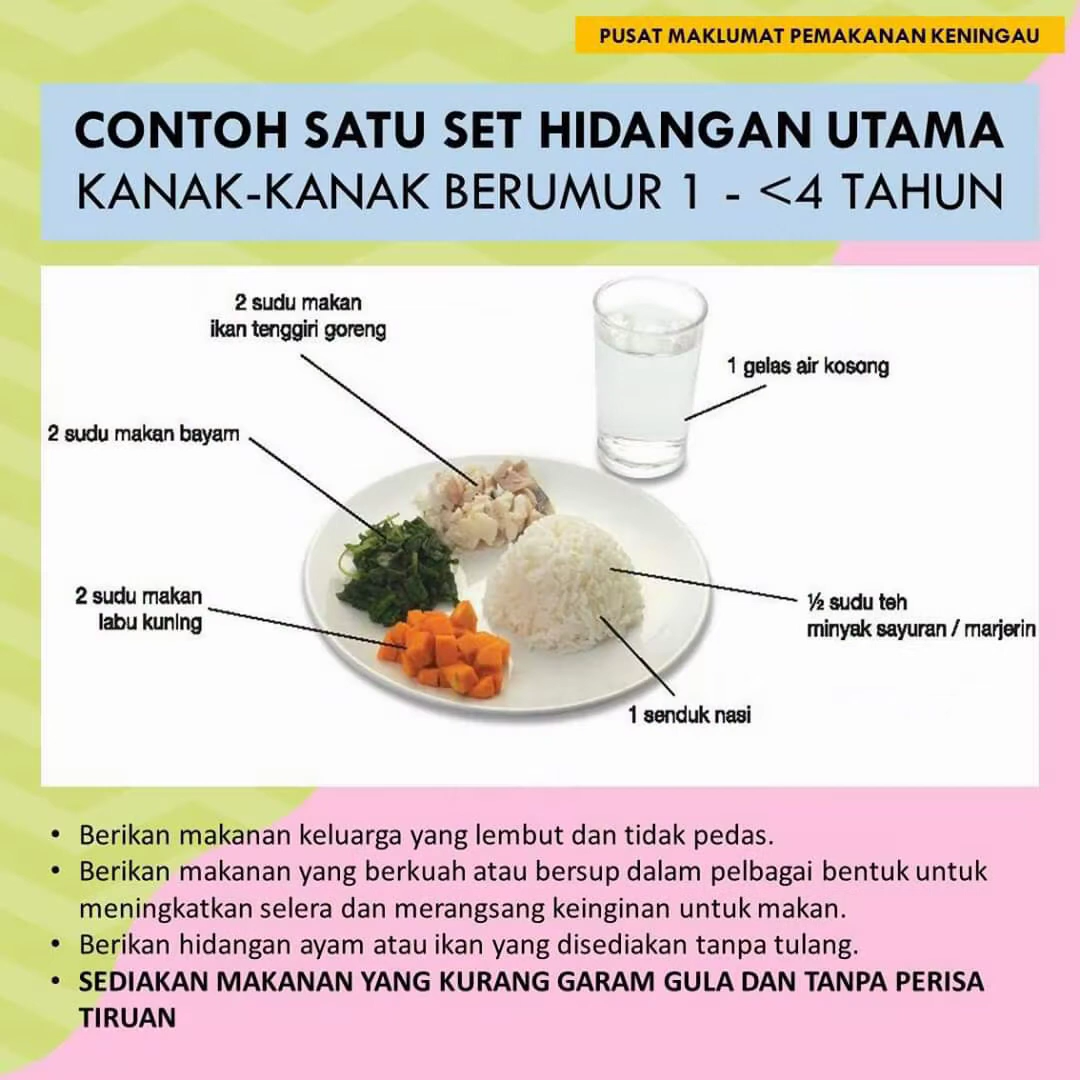 PUSAT MAKLUMAT PEMAKANAN KENINGAU
CONTOH SATU SET HIDANGAN UTAMA
KANAK-KANAK BERUMUR 1 - <4 TAHUN
2 sudu makan
ikan tenggiri goreng
1 gelas air kosong
2 sudu makan bayam
2 sudu makan
labu kuning
½ sudu teh
minyak sayuran / marjerin
1 senduk nasi
• Berikan makanan keluarga yang lembut dan tidak pedas.
• Berikan makanan yang berkuah atau bersup dalam pelbagai bentuk untuk
meningkatkan selera dan merangsang keinginan untuk makan.
• Berikan hidangan ayam atau ikan yang disediakan tanpa tulang.
• SEDIAKAN MAKANAN YANG KURANG GARAM GULA DAN TANPA PERISA
TIRUAN